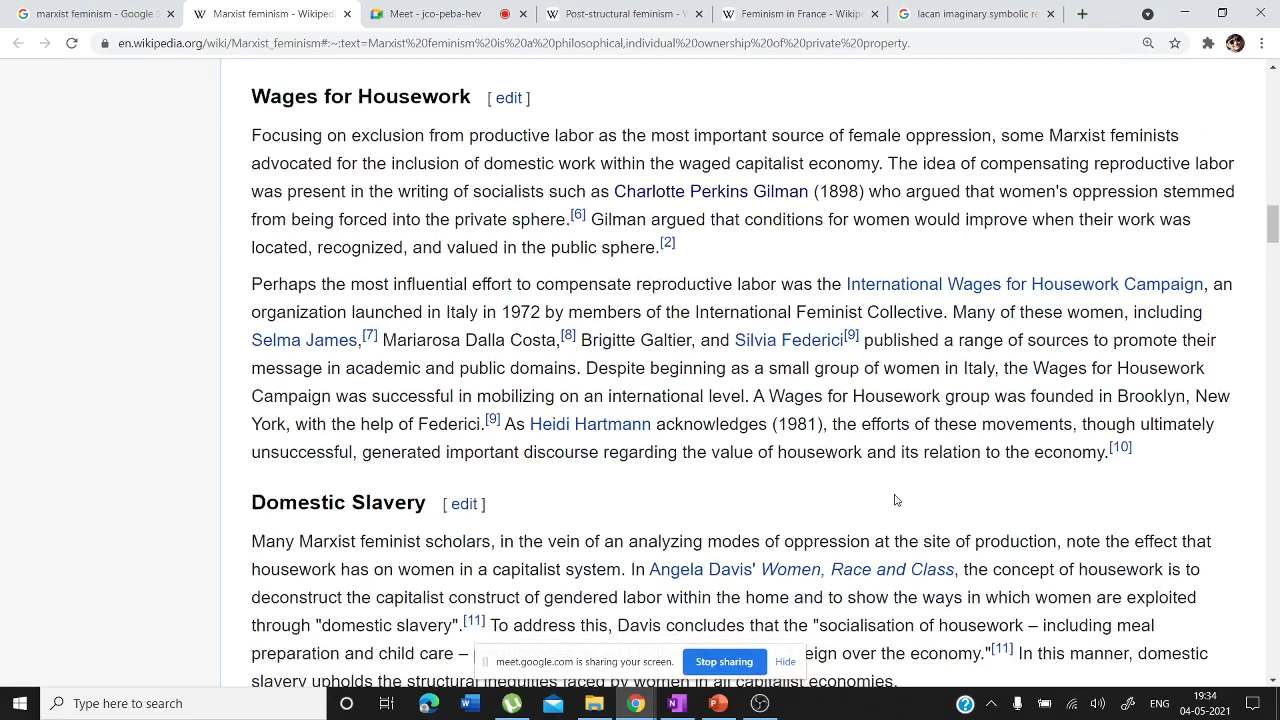 marxist feminism - Google S
Marxist feminism - Wikiped
Meet - jco-peba-hev
Post-structural feminism - W
Feminism in France - Wikipe
lacan imaginary symbolic re
en.wikipedia.org/wiki/Marxist_feminism#:~:text=Marxist%20feminism%20is%20a%20philosophical,individual%20ownership%20of%20private%20property.
Wages for Housework [ edit ]
Focusing on exclusion from productive labor as the most important source of female oppression, some Marxist feminists
advocated for the inclusion of domestic work within the waged capitalist economy. The idea of compensating reproductive labor
was present in the writing of socialists such as Charlotte Perkins Gilman (1898) who argued that women's oppression stemmed
from being forced into the private sphere.[6] Gilman argued that conditions for women would improve when their work was
located, recognized, and valued in the public sphere.[2]
Perhaps the most influential effort to compensate reproductive labor was the International Wages for Housework Campaign, an
organization launched in Italy in 1972 by members of the International Feminist Collective. Many of these women, including
Selma James,[7] Mariarosa Dalla Costa,[8] Brigitte Galtier, and Silvia Federici[9] published a range of sources to promote their
message in academic and public domains. Despite beginning as a small group of women in Italy, the Wages for Housework
Campaign was successful in mobilizing on an international level. A Wages for Housework group was founded in Brooklyn, New
York, with the help of Federici.[9] As Heidi Hartmann acknowledges (1981), the efforts of these movements, though ultimately
unsuccessful, generated important discourse regarding the value of housework and its relation to the economy.[10]
Domestic Slavery [ edit ]
Many Marxist feminist scholars, in the vein of an analyzing modes of oppression at the site of production, note the effect that
housework has on women in a capitalist system. In Angela Davis' Women, Race and Class, the concept of housework is to
deconstruct the capitalist construct of gendered labor within the home and to show the ways in which women are exploited
through "domestic slavery".[11] To address this, Davis concludes that the "socialisation of housework – including meal
preparation and child care – eign over the economy."[11] In this manner, domestic
slavery upholds the structural inequities faced by women in all capitalist economies.
meet.google.com is sharing your screen. Stop sharing Hide
Type here to search
ENG
19:34
04-05-2021